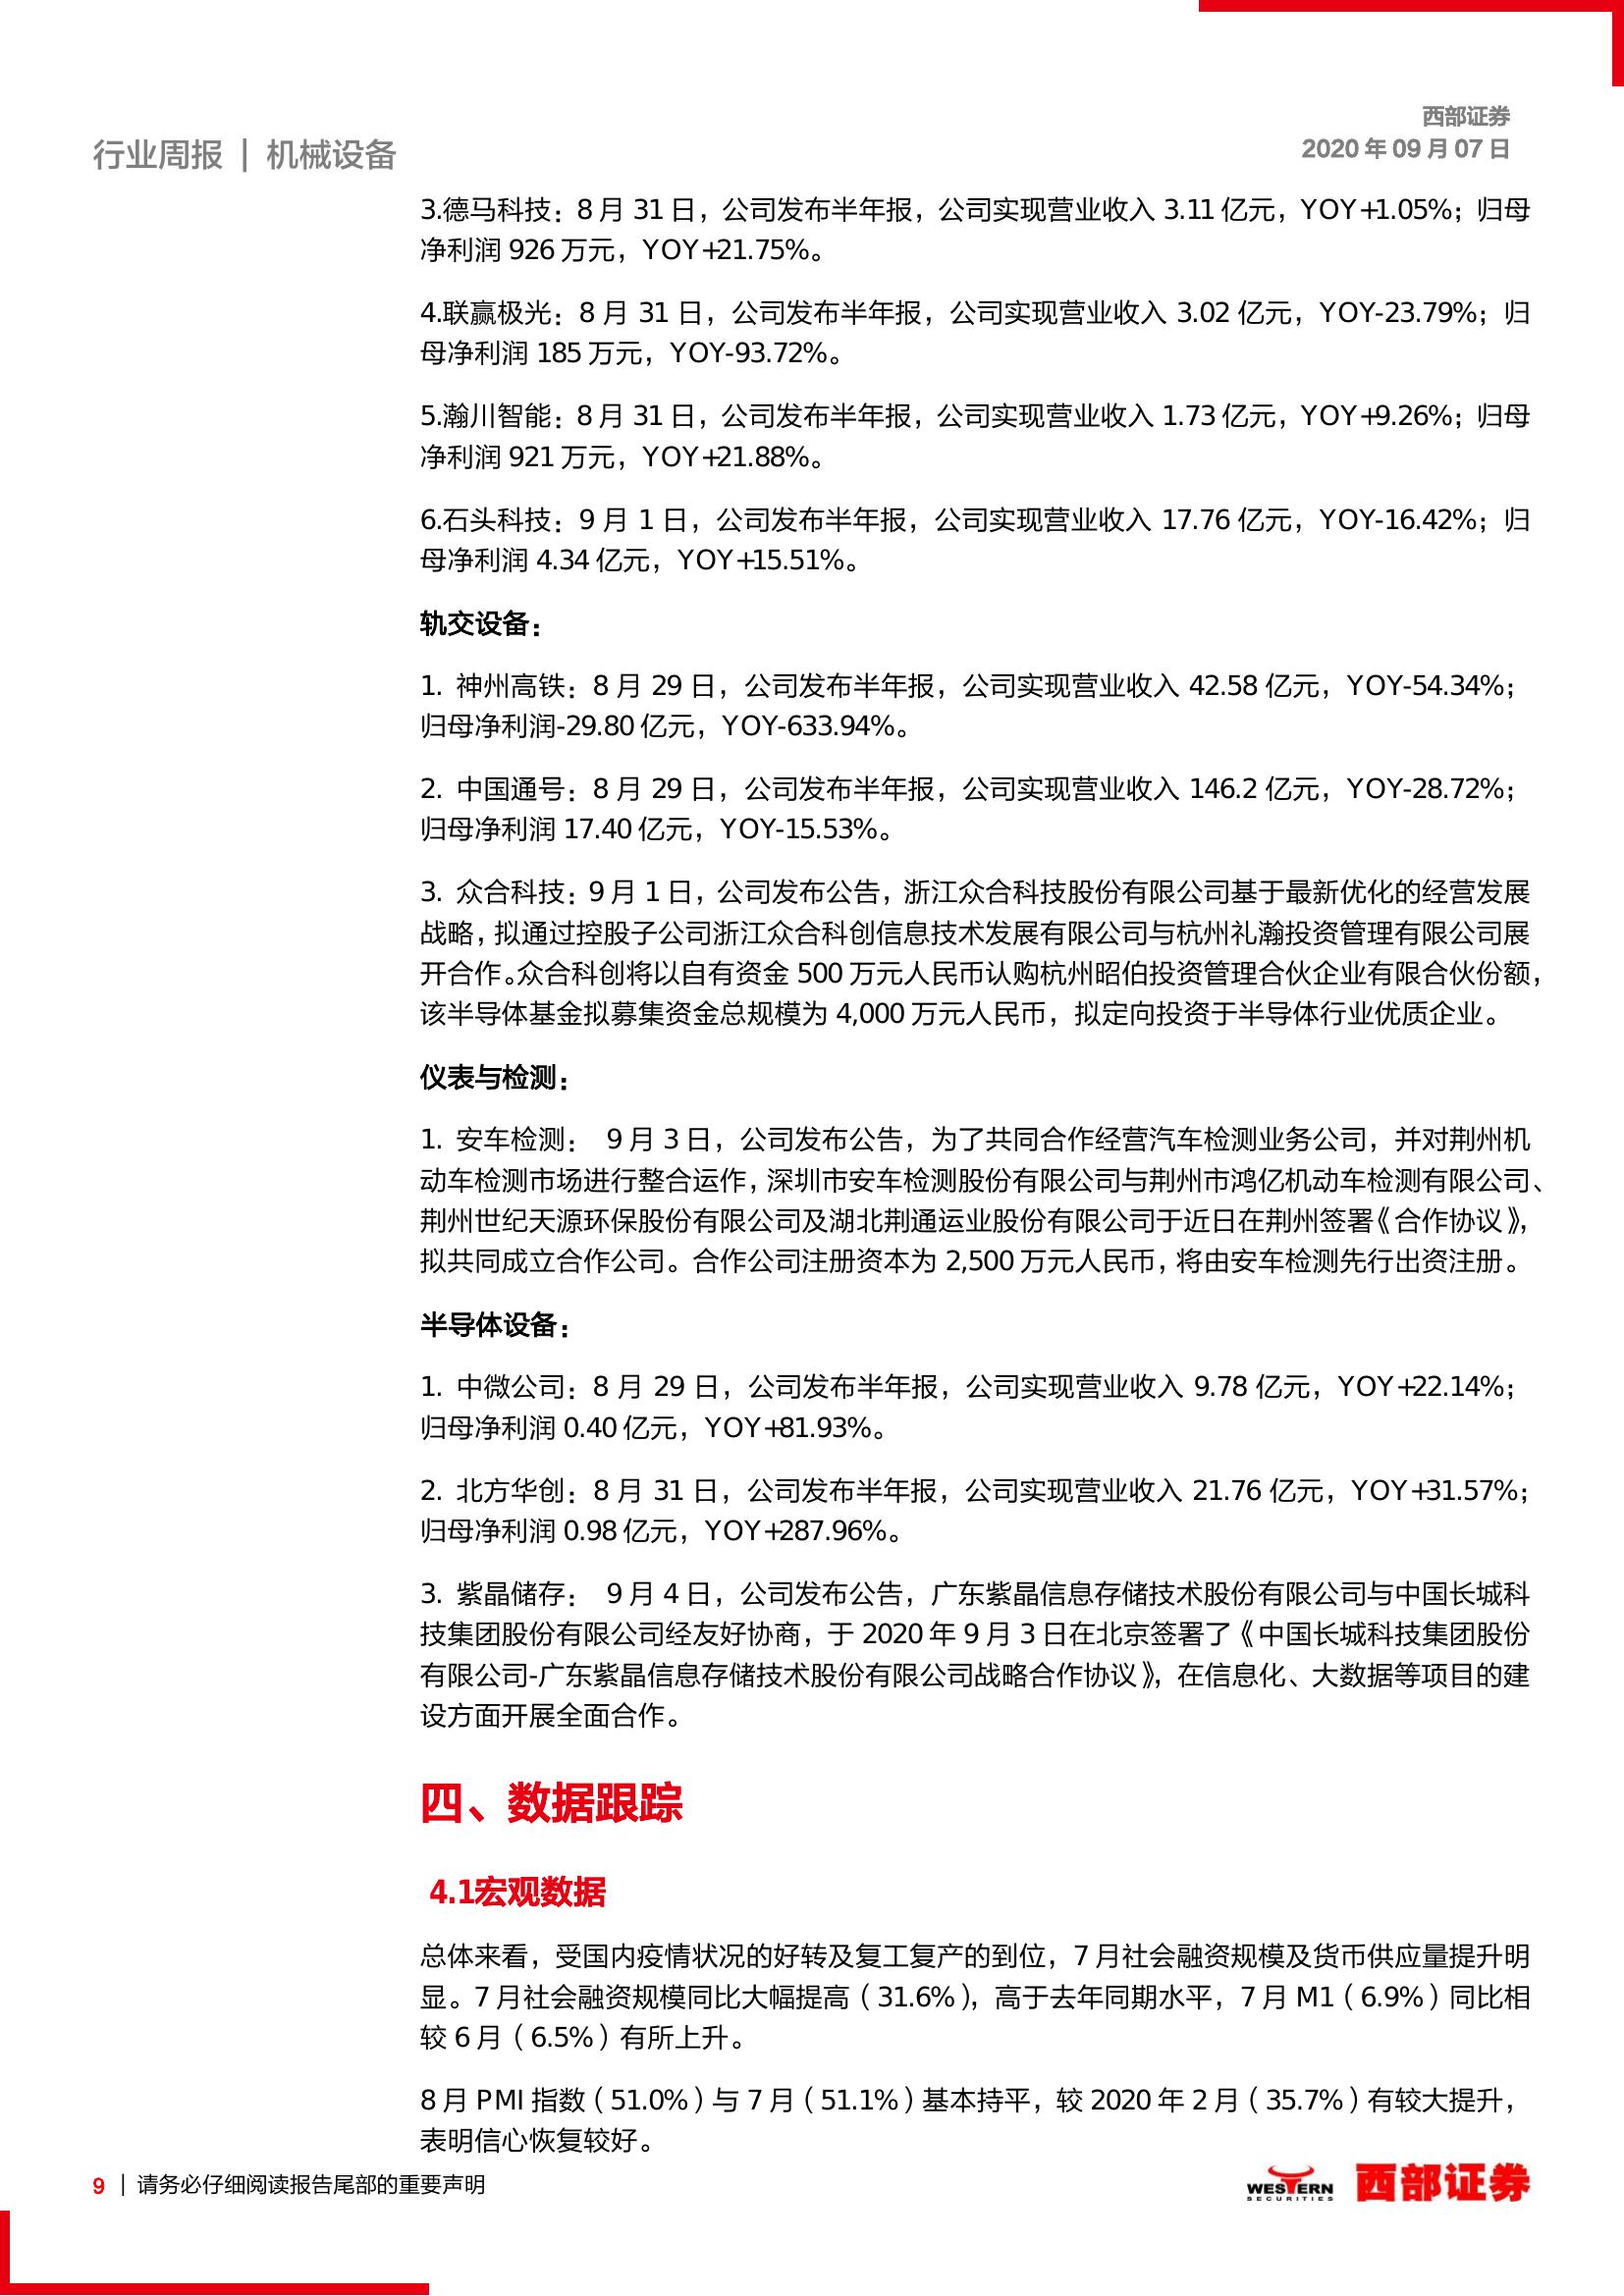 西部证券
行业周报 | 机械设备
2020 年 09 月 07 日
3.德马科技：8 月 31 日，公司发布半年报，公司实现营业收入 3.11 亿元，YOY+1.05%；归母
净利润 926 万元，YOY+21.75%。
4.联赢极光：8 月 31 日，公司发布半年报，公司实现营业收入 3.02 亿元，YOY-23.79%；归
母净利润 185 万元，YOY-93.72%。
5.瀚川智能：8 月 31 日，公司发布半年报，公司实现营业收入 1.73 亿元，YOY+9.26%；归母
净利润 921 万元，YOY+21.88%。
6.石头科技：9 月 1 日，公司发布半年报，公司实现营业收入 17.76 亿元，YOY-16.42%；归
母净利润 4.34 亿元，YOY+15.51%。
轨交设备：
1. 神州高铁：8 月 29 日，公司发布半年报，公司实现营业收入 42.58 亿元，YOY-54.34%；
归母净利润-29.80 亿元，YOY-633.94%。
2. 中国通号：8 月 29 日，公司发布半年报，公司实现营业收入 146.2 亿元，YOY-28.72%；
归母净利润 17.40 亿元，YOY-15.53%。
3. 众合科技：9 月 1 日，公司发布公告，浙江众合科技股份有限公司基于最新优化的经营发展
战略，拟通过控股子公司浙江众合科创信息技术发展有限公司与杭州礼瀚投资管理有限公司展
开合作。众合科创将以自有资金 500 万元人民币认购杭州昭伯投资管理合伙企业有限合伙份额，
该半导体基金拟募集资金总规模为 4,000 万元人民币，拟定向投资于半导体行业优质企业。
仪表与检测：
1. 安车检测： 9 月 3 日，公司发布公告，为了共同合作经营汽车检测业务公司，并对荆州机
动车检测市场进行整合运作，深圳市安车检测股份有限公司与荆州市鸿亿机动车检测有限公司、
荆州世纪天源环保股份有限公司及湖北荆通运业股份有限公司于近日在荆州签署《合作协议》，
拟共同成立合作公司。合作公司注册资本为 2,500 万元人民币，将由安车检测先行出资注册。
半导体设备：
1. 中微公司：8 月 29 日，公司发布半年报，公司实现营业收入 9.78 亿元，YOY+22.14%；
归母净利润 0.40 亿元，YOY+81.93%。
2. 北方华创：8 月 31 日，公司发布半年报，公司实现营业收入 21.76 亿元，YOY+31.57%；
归母净利润 0.98 亿元，YOY+287.96%。
3. 紫晶储存： 9 月 4 日，公司发布公告，广东紫晶信息存储技术股份有限公司与中国长城科
技集团股份有限公司经友好协商，于 2020 年 9 月 3 日在北京签署了《中国长城科技集团股份
有限公司-广东紫晶信息存储技术股份有限公司战略合作协议》，在信息化、大数据等项目的建
设方面开展全面合作。
四、数据跟踪
4.1宏观数据
总体来看，受国内疫情状况的好转及复工复产的到位，7 月社会融资规模及货币供应量提升明
显。7 月社会融资规模同比大幅提高（31.6%），高于去年同期水平，7 月 M1（6.9%）同比相
较 6 月（6.5%）有所上升。
8 月 PMI 指数（51.0%）与 7 月（51.1%）基本持平，较 2020 年 2 月（35.7%）有较大提升，
表明信心恢复较好。
9 | 请务必仔细阅读报告尾部的重要声明
WESTERN
SECURITIES
西部证券